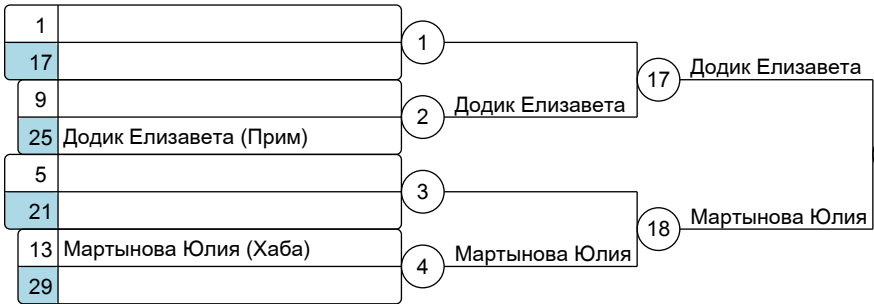 1
1
17
17
Додик Елизавета
9
2
Додик Елизавета
25 Додик Елизавета (Прим)
5
3
21
18
Мартынова Юлия
13 Мартынова Юлия (Хаба)
4
Мартынова Юлия
29